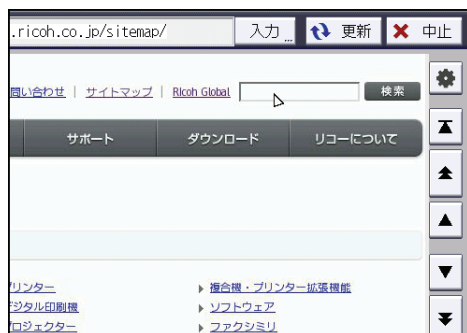 .ricoh.co.jp/sitemap/ 入力 ... 更新 中止
問い合わせ | サイトマップ | Ricoh Global 検索
サポート ダウンロード リコーについて
リンター 複合機・プリンター拡張機能
デジタル印刷機 ソフトウェア
プロジェクター ファクシミリ